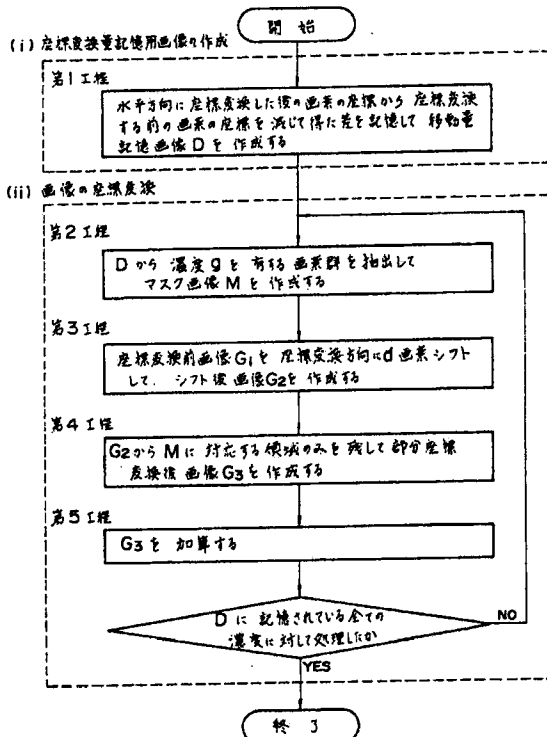 開始
(i) 座標変換量記憶用画像の作成
第1工程
水平方向に座標変換した後の画素の座標から 座標変換
する前の画素の座標を 減じて得た差を記憶して 移動量
記憶画像 D を 作成する
(ii) 画像の座標変換
第2工程
D から 濃度 g を 有する 画素群を 抽出して
マスク画像 M を 作成する
第3工程
座標変換前画像G1を 座標変換方向にd 画素シフト
して、シフト後 画像G2を 作成する
第4工程
G2から M に 対応する 領域のみを 残して 部分座標
変換後 画像 G3 を 作成する
第5工程
G3 を 加算する
D に 記憶されている 全ての
濃度に対して処理したか
NO
YES
終了